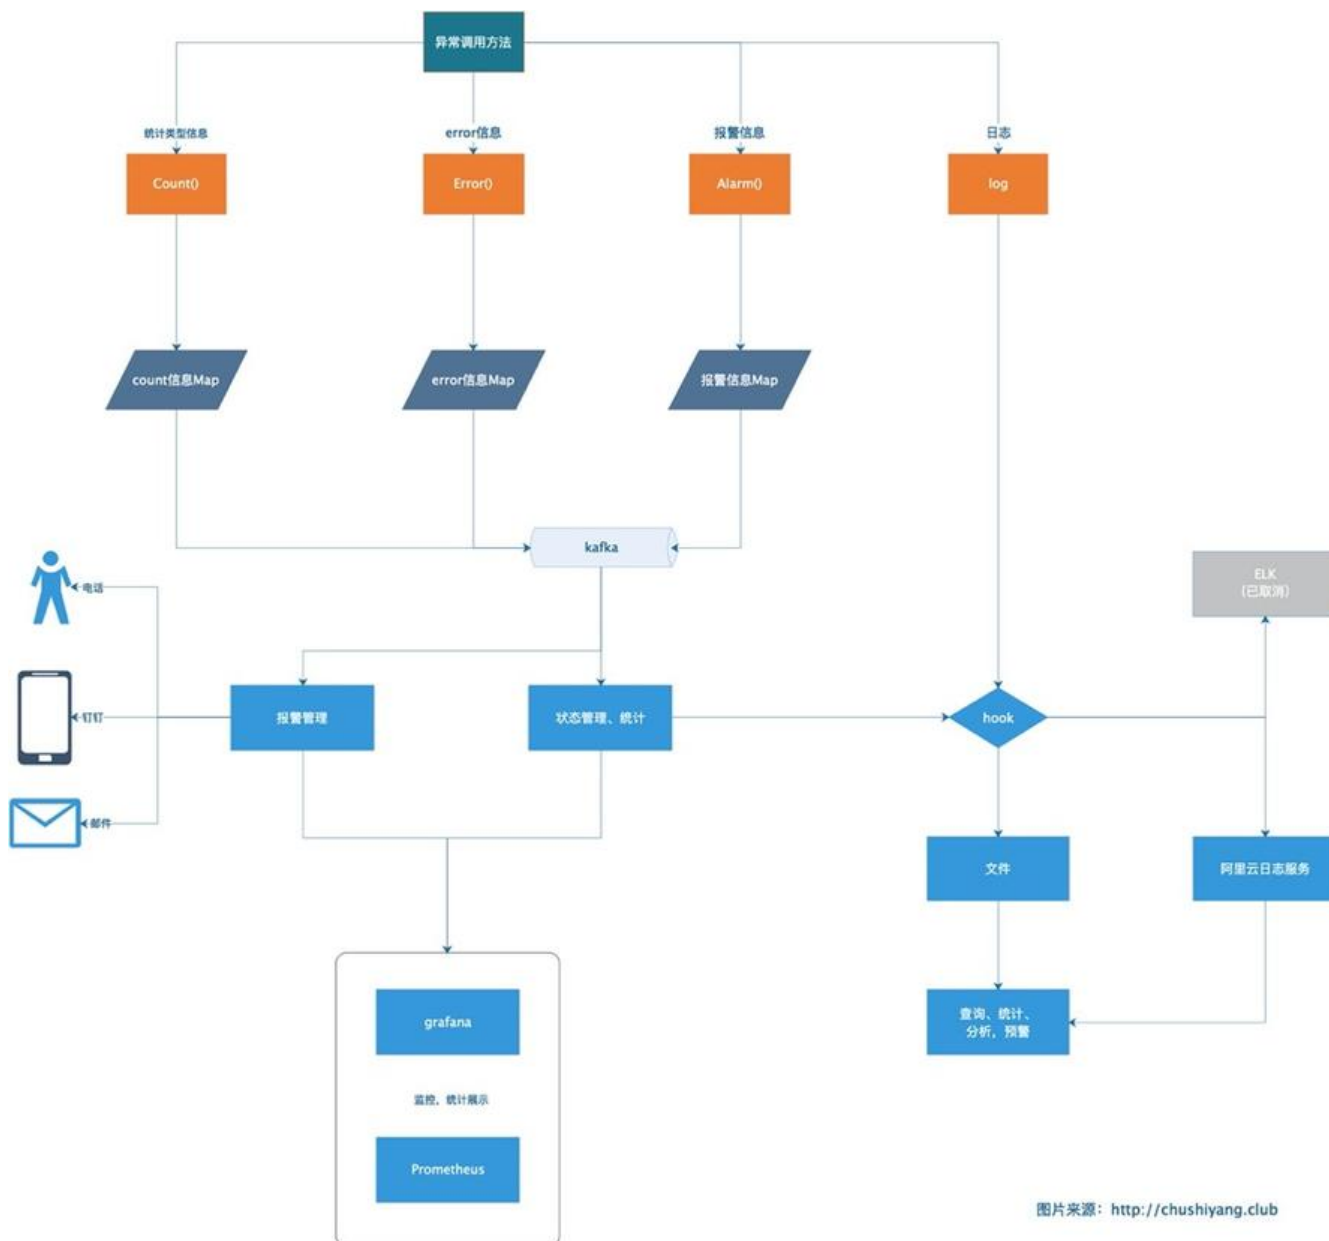 异常调用方法
统计类型信息
error信息
报警信息
日志
Count()
Error()
Alarm()
log
count信息Map
error信息Map
报警信息Map
kafka
ELK
（已取消）
电话
钉钉
报警管理
状态管理、统计
hook
邮件
文件
阿里云日志服务
grafana
查询、统计、
分析，预警
监控，统计展示
Prometheus
图片来源：http://chushiyang.club